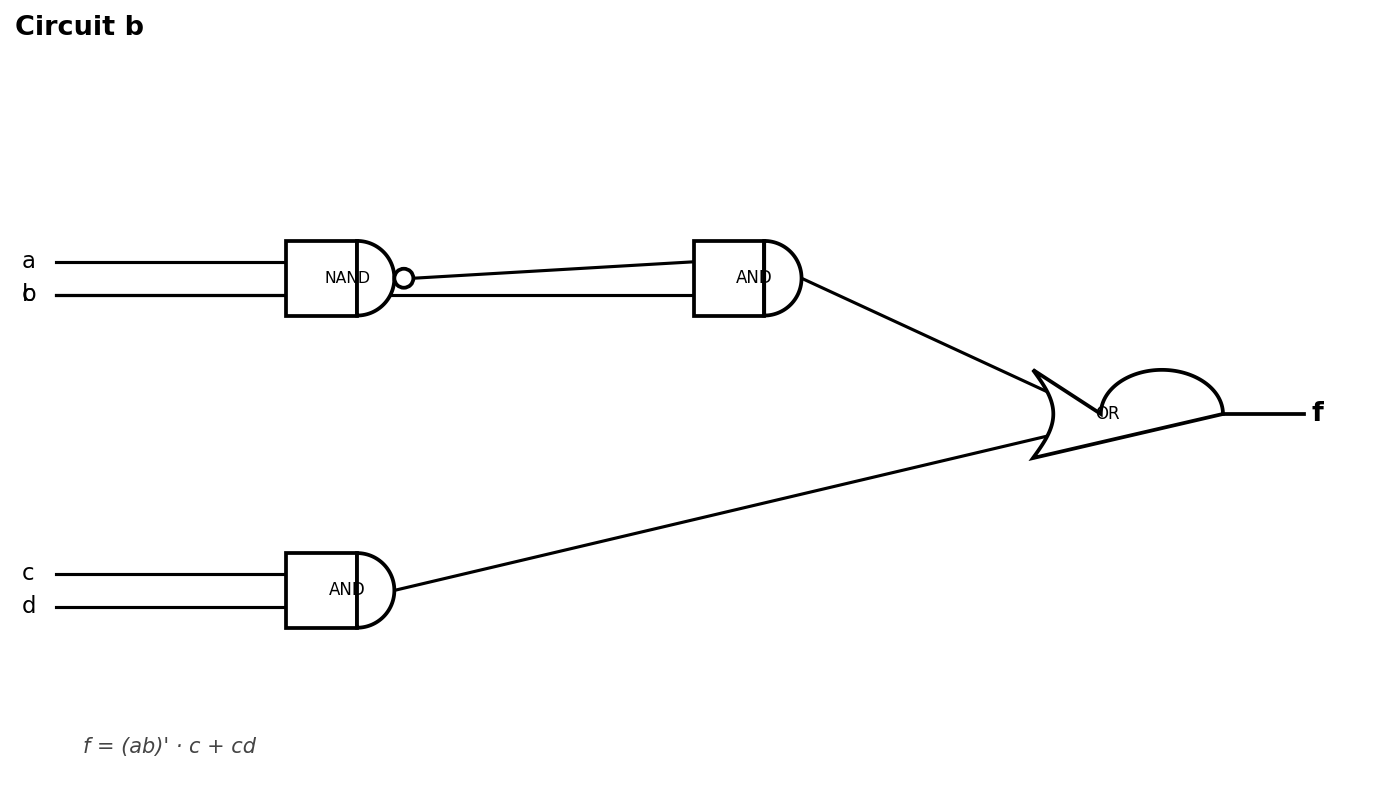 Circuit b
a
NAND
AND
OR
f
c
AND
d
f = (ab)' · c + cd